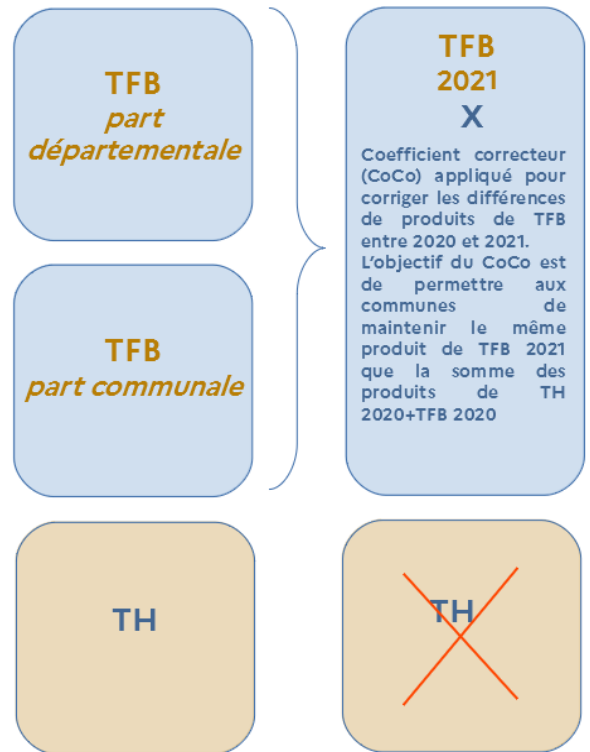 TFB
part
départementale
TFB
part communale
TH
TFB
2021
X
Coefficient correcteur
(CoCo) appliqué pour
corriger les différences
de produits de TFB
entre 2020 et 2021.
L'objectif du CoCo est
de permettre aux
communes de
maintenir le même
produit de TFB 2021
que la somme des
produits de TH
2020+TFB 2020
TH